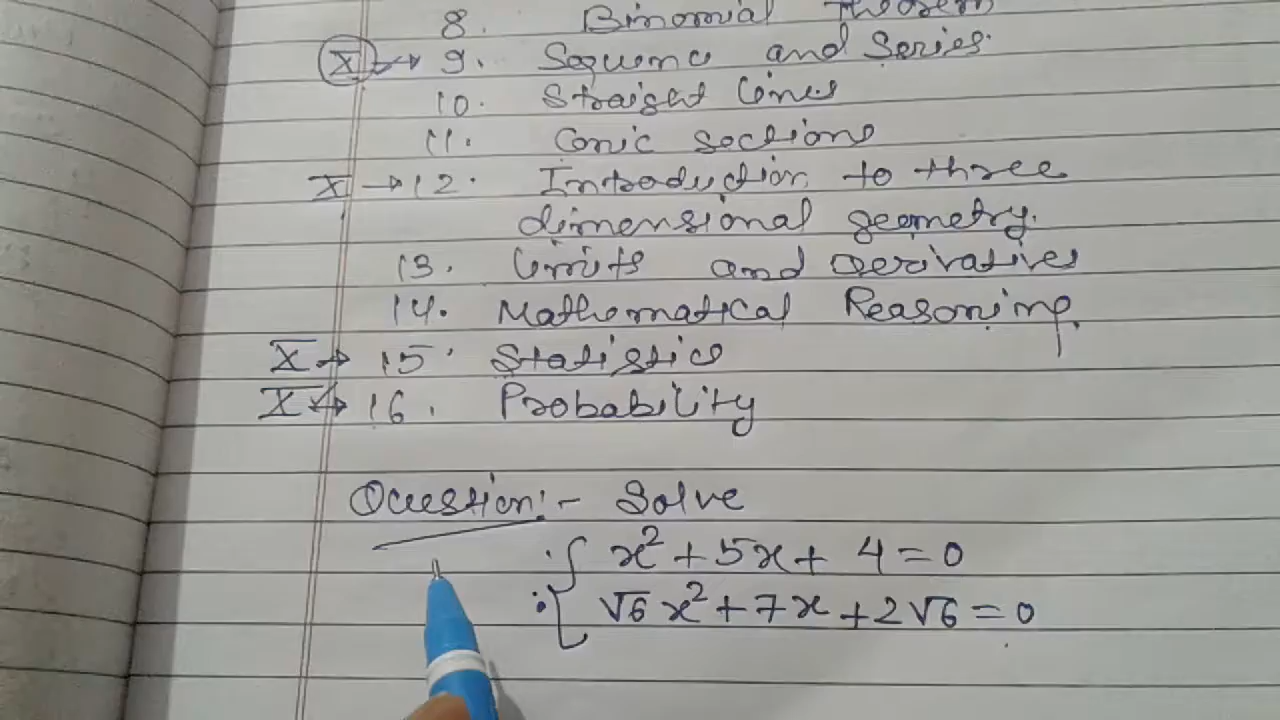 8. Binomial Theorem
X → 9. Sequence and Series.
10. Straight Lines
11. Conic sections
X → 12. Introduction to three
dimensional geometry.
13. Limits and Derivatives
14. Mathematical Reasoning
X → 15. Statistics
X → 16. Probability
Question:- Solve
x² + 5x + 4 = 0
√6x² + 7x + 2√6 = 0